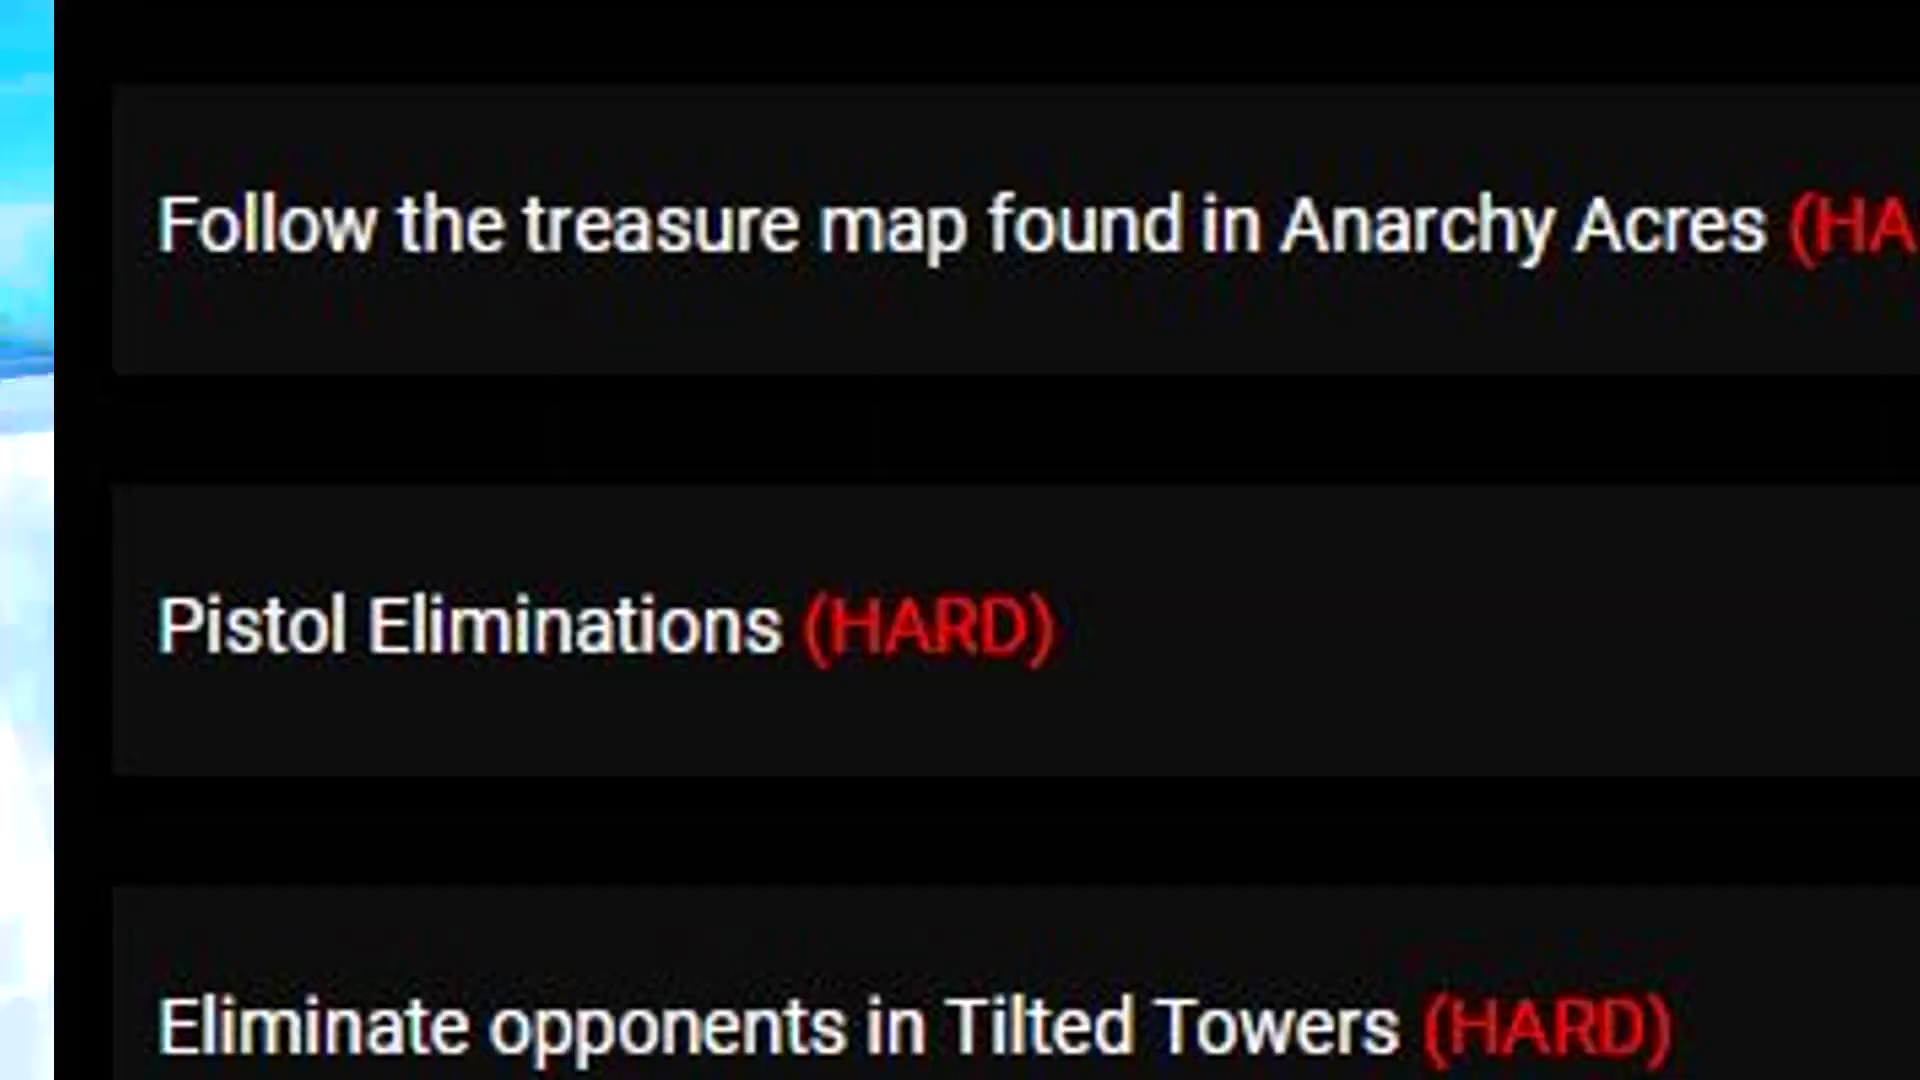 Follow the treasure map found in Anarchy Acres (HA
Pistol Eliminations (HARD)
Eliminate opponents in Tilted Towers (HARD)